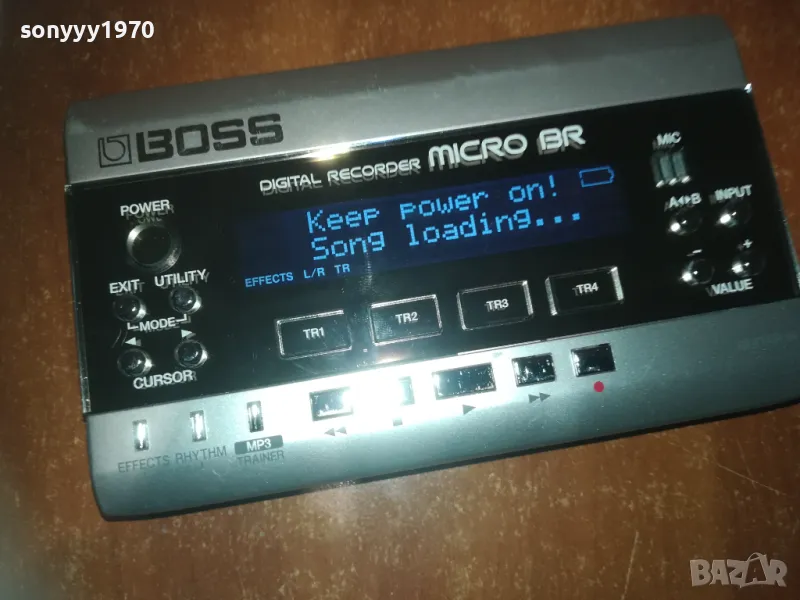 sonyyy1970
BOSS
DIGITAL RECORDER MICRO BR
MIC
POWER
Keep power on!
Song loading...
A↔B INPUT
EFFECTS L/R TR
EXIT UTILITY
- +
VALUE
MODE
TR1 TR2 TR3 TR4
CURSOR
EFFECTS RHYTHM MP3
TRAINER
BAZAR